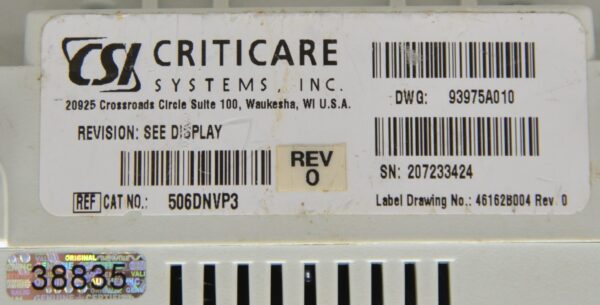 CSI CRITICARE
SYSTEMS, INC.
20925 Crossroads Circle Suite 100, Waukesha, WI U.S.A.
REVISION: SEE DISPLAY
REF CAT NO.: 506DNVP3
REV
0
DWG: 93975A010
SN: 207233424
Label Drawing No.: 46162B004 Rev. 0
ORIGINAL
38835